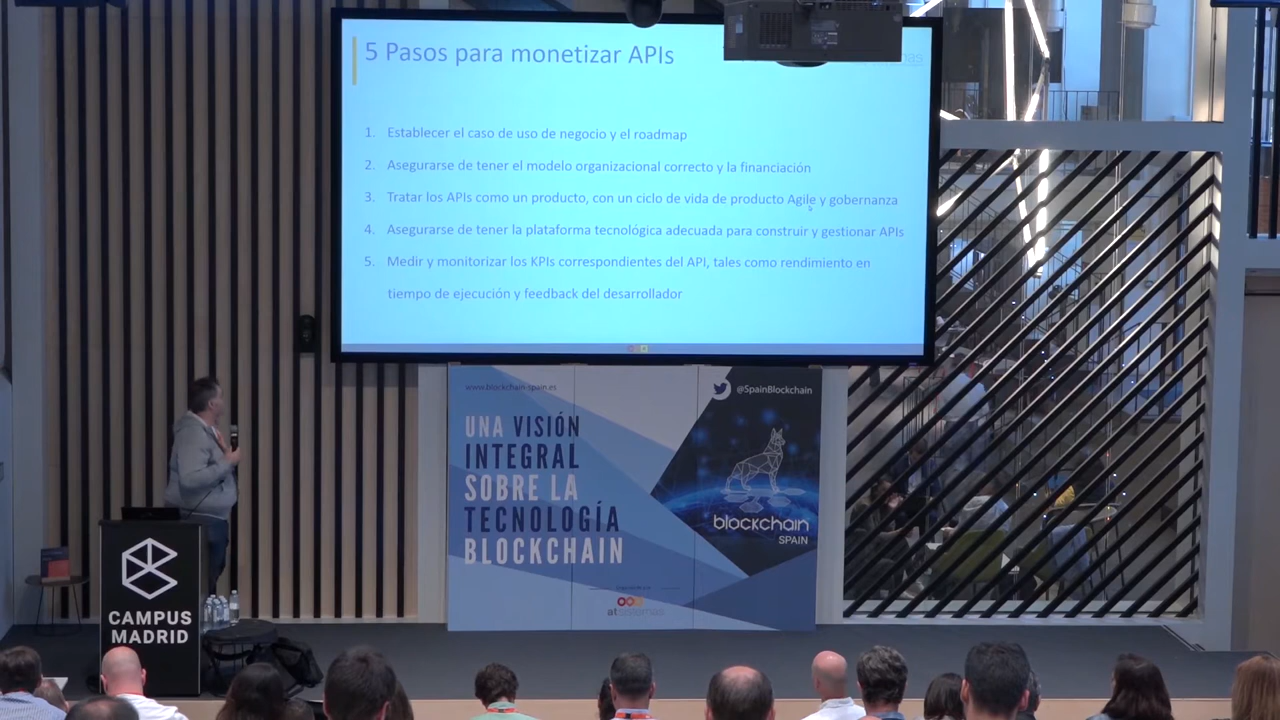 5 Pasos para monetizar APIs
1. Establecer el caso de uso de negocio y el roadmap
2. Asegurarse de tener el modelo organizacional correcto y la financiación
3. Tratar los APIs como un producto, con un ciclo de vida de producto Agile y gobernanza
4. Asegurarse de tener la plataforma tecnológica adecuada para construir y gestionar APIs
5. Medir y monitorizar los KPIs correspondientes del API, tales como rendimiento en
tiempo de ejecución y feedback del desarrollador
www.blockchain-spain.es
@SpainBlockchain
UNA VISIÓN
INTEGRAL
SOBRE LA
TECNOLOGÍA
BLOCKCHAIN
blockchain
SPAIN
atSistemas
CAMPUS
MADRID